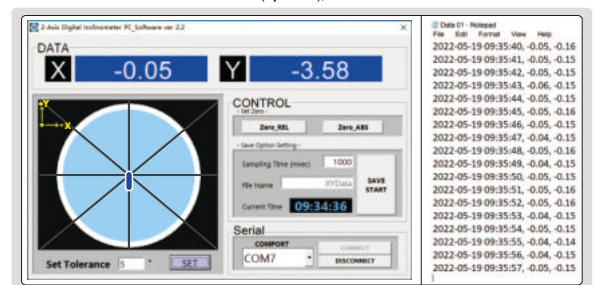 2-Axis Digital Inclinometer PC_Software ver 2.2
DATA
X -0.05 Y -3.58
Y
X
CONTROL
- Set Zero -
Zero_REL Zero_ABS
- Save Option Setting -
Sampling Time (msec) 1000
File Name XYData
SAVE START
Current Time 09:34:36
Serial
COMPORT
COM7
CONNECT
DISCONNECT
Set Tolerance 5 ° SET
Data 01 - Notepad
File Edit Format View Help
2022-05-19 09:35:40, -0.05, -0.16
2022-05-19 09:35:41, -0.05, -0.15
2022-05-19 09:35:42, -0.05, -0.15
2022-05-19 09:35:43, -0.06, -0.15
2022-05-19 09:35:44, -0.05, -0.15
2022-05-19 09:35:45, -0.05, -0.16
2022-05-19 09:35:46, -0.05, -0.15
2022-05-19 09:35:47, -0.04, -0.15
2022-05-19 09:35:48, -0.05, -0.16
2022-05-19 09:35:49, -0.04, -0.15
2022-05-19 09:35:50, -0.05, -0.15
2022-05-19 09:35:51, -0.05, -0.16
2022-05-19 09:35:52, -0.05, -0.16
2022-05-19 09:35:53, -0.04, -0.15
2022-05-19 09:35:54, -0.05, -0.15
2022-05-19 09:35:55, -0.04, -0.14
2022-05-19 09:35:56, -0.04, -0.15
2022-05-19 09:35:57, -0.05, -0.15